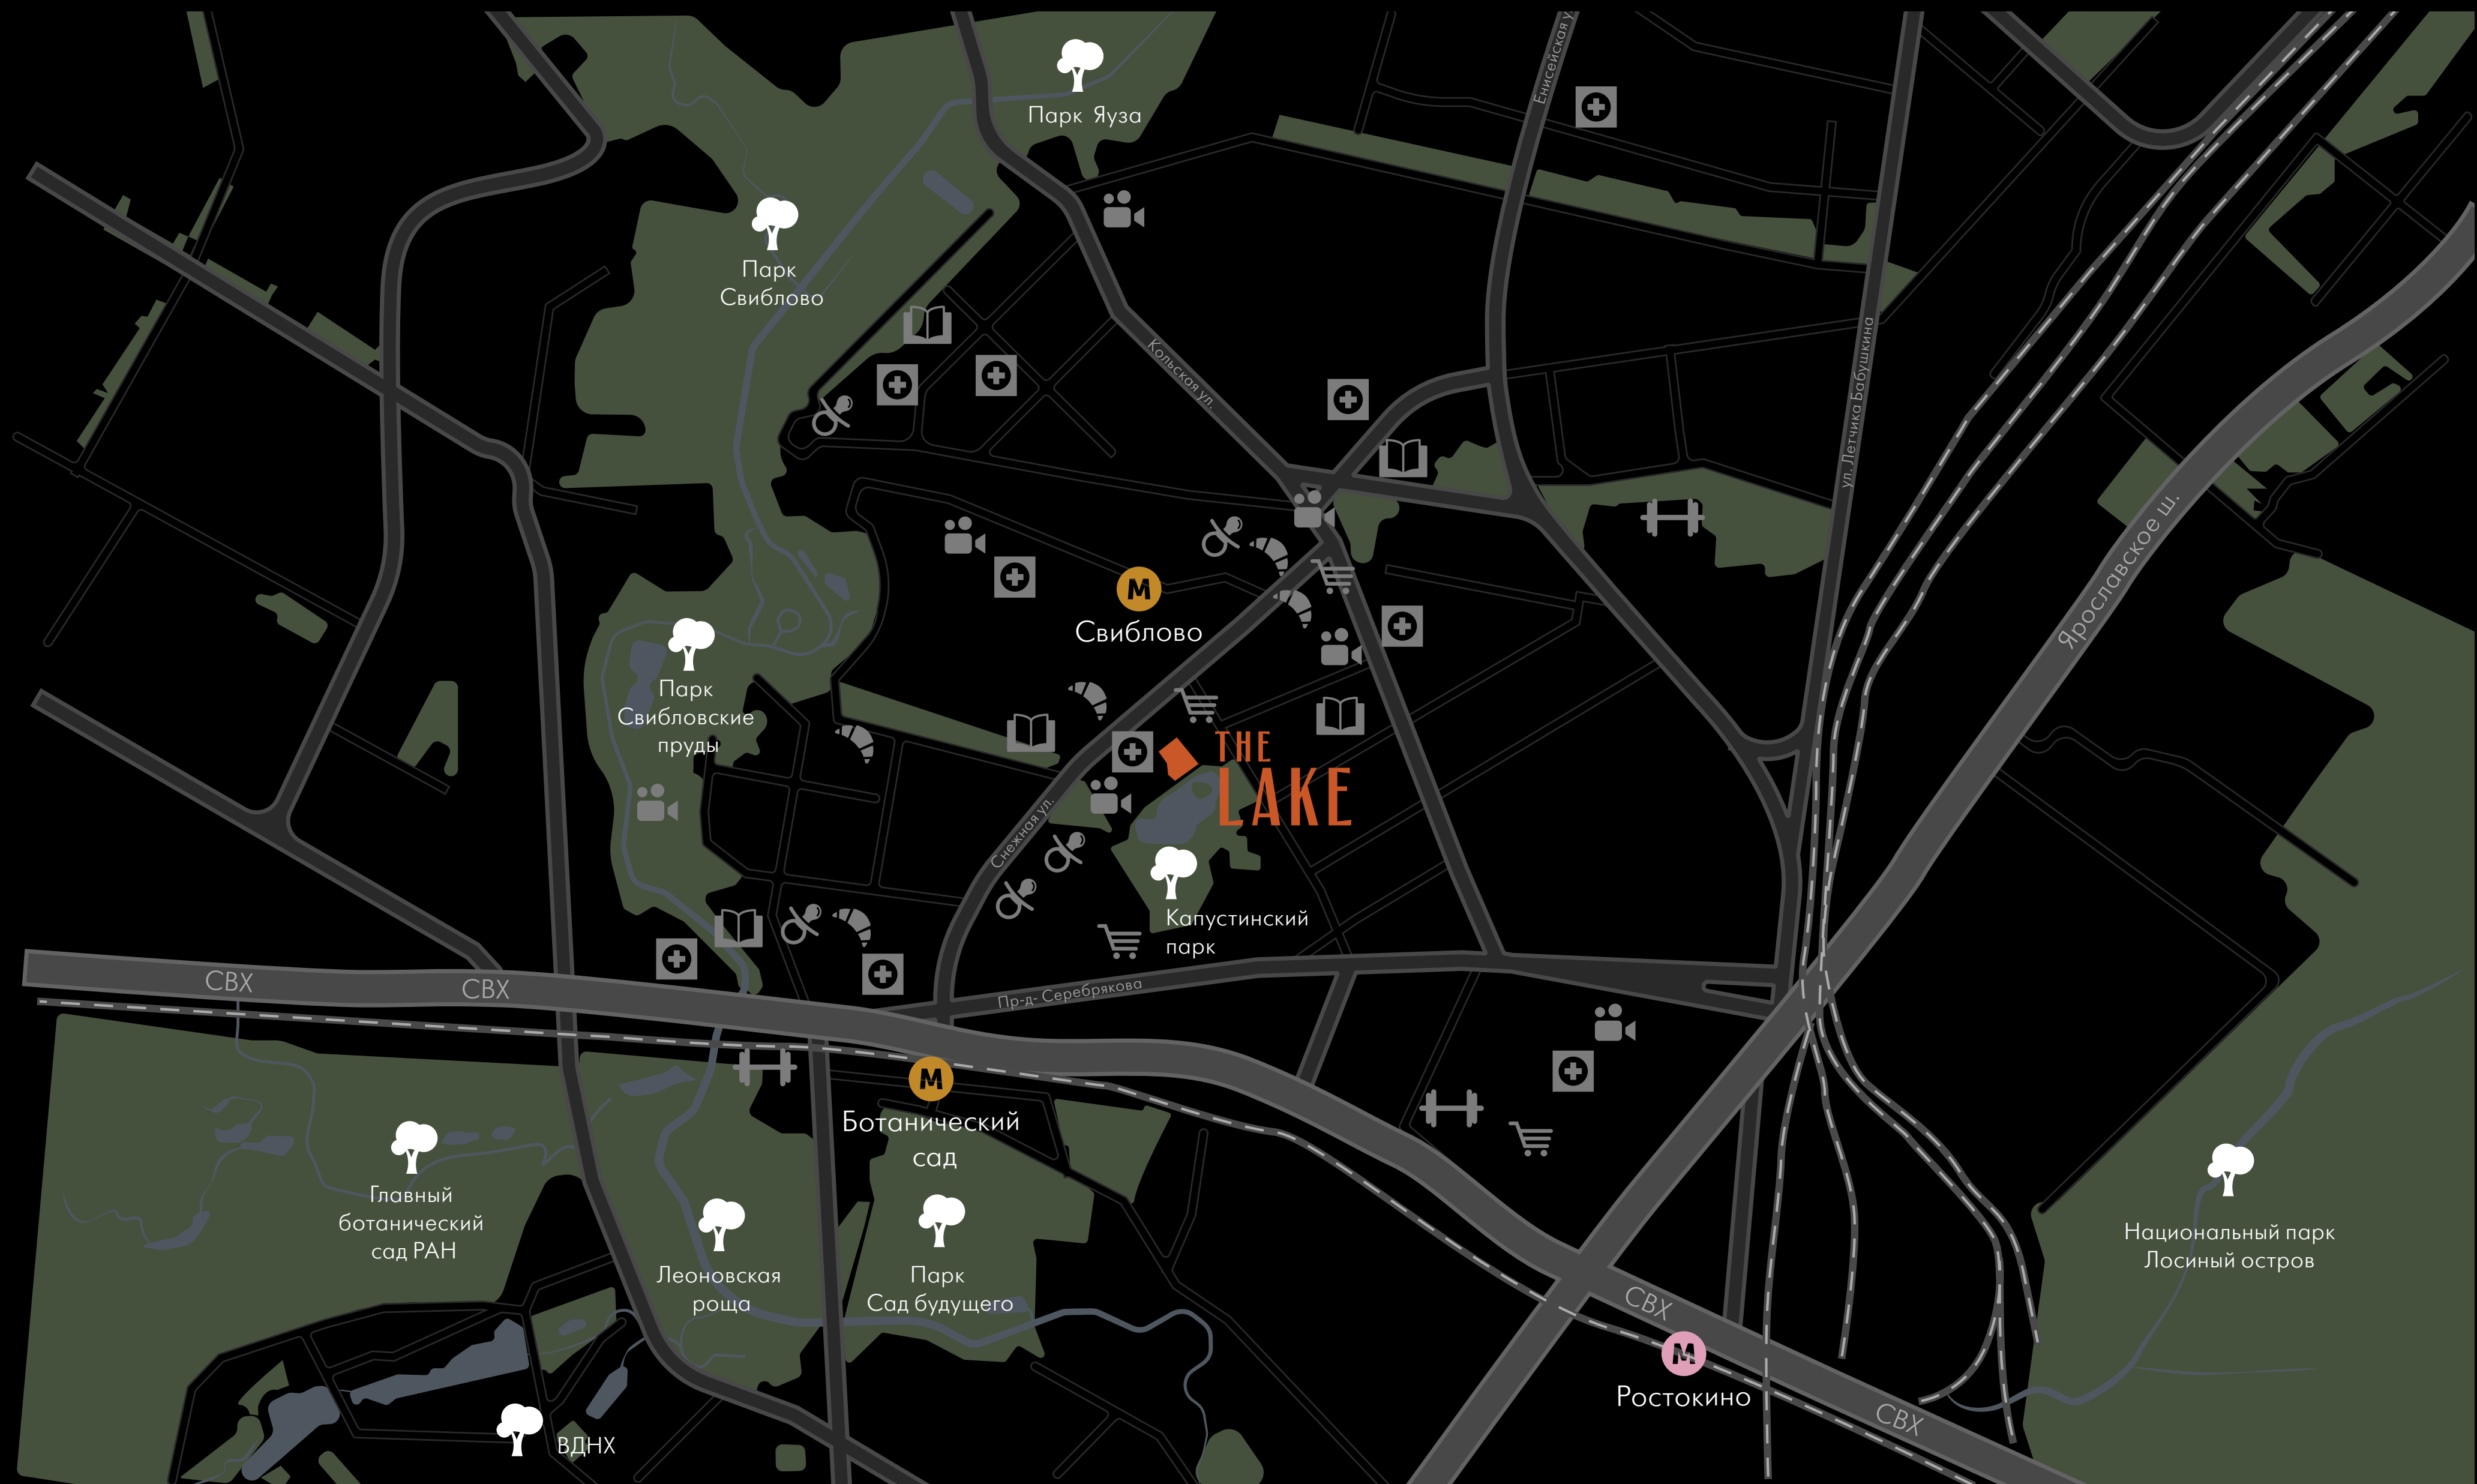 Парк Яуза
Енисейская у
Парк
Свиблово
Кольская ул.
ул. Летчика Бабушкина
Ярославское ш.
М
Свиблово
Парк
Свибловские
пруды
THE
LAKE
Снежная ул.
Капустинский
парк
СВХ
СВХ
Пр-д- Серебрякова
М
Ботанический
сад
Главный
ботанический
сад РАН
Леоновская
роща
Парк
Сад будущего
Национальный парк
Лосиный остров
СВХ
М
Ростокино
СВХ
ВДНХ